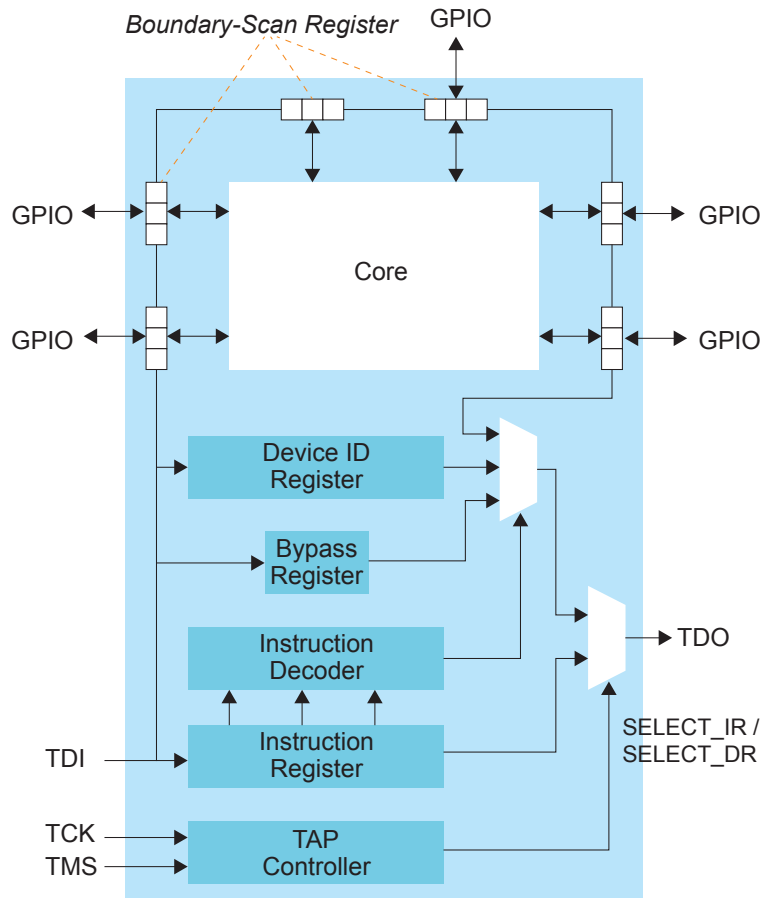 Boundary-Scan Register
GPIO
GPIO
GPIO
Core
GPIO
GPIO
Device ID
Register
Bypass
Register
Instruction
Decoder
TDO
Instruction
Register
SELECT_IR /
SELECT_DR
TDI
TCK
TMS
TAP
Controller